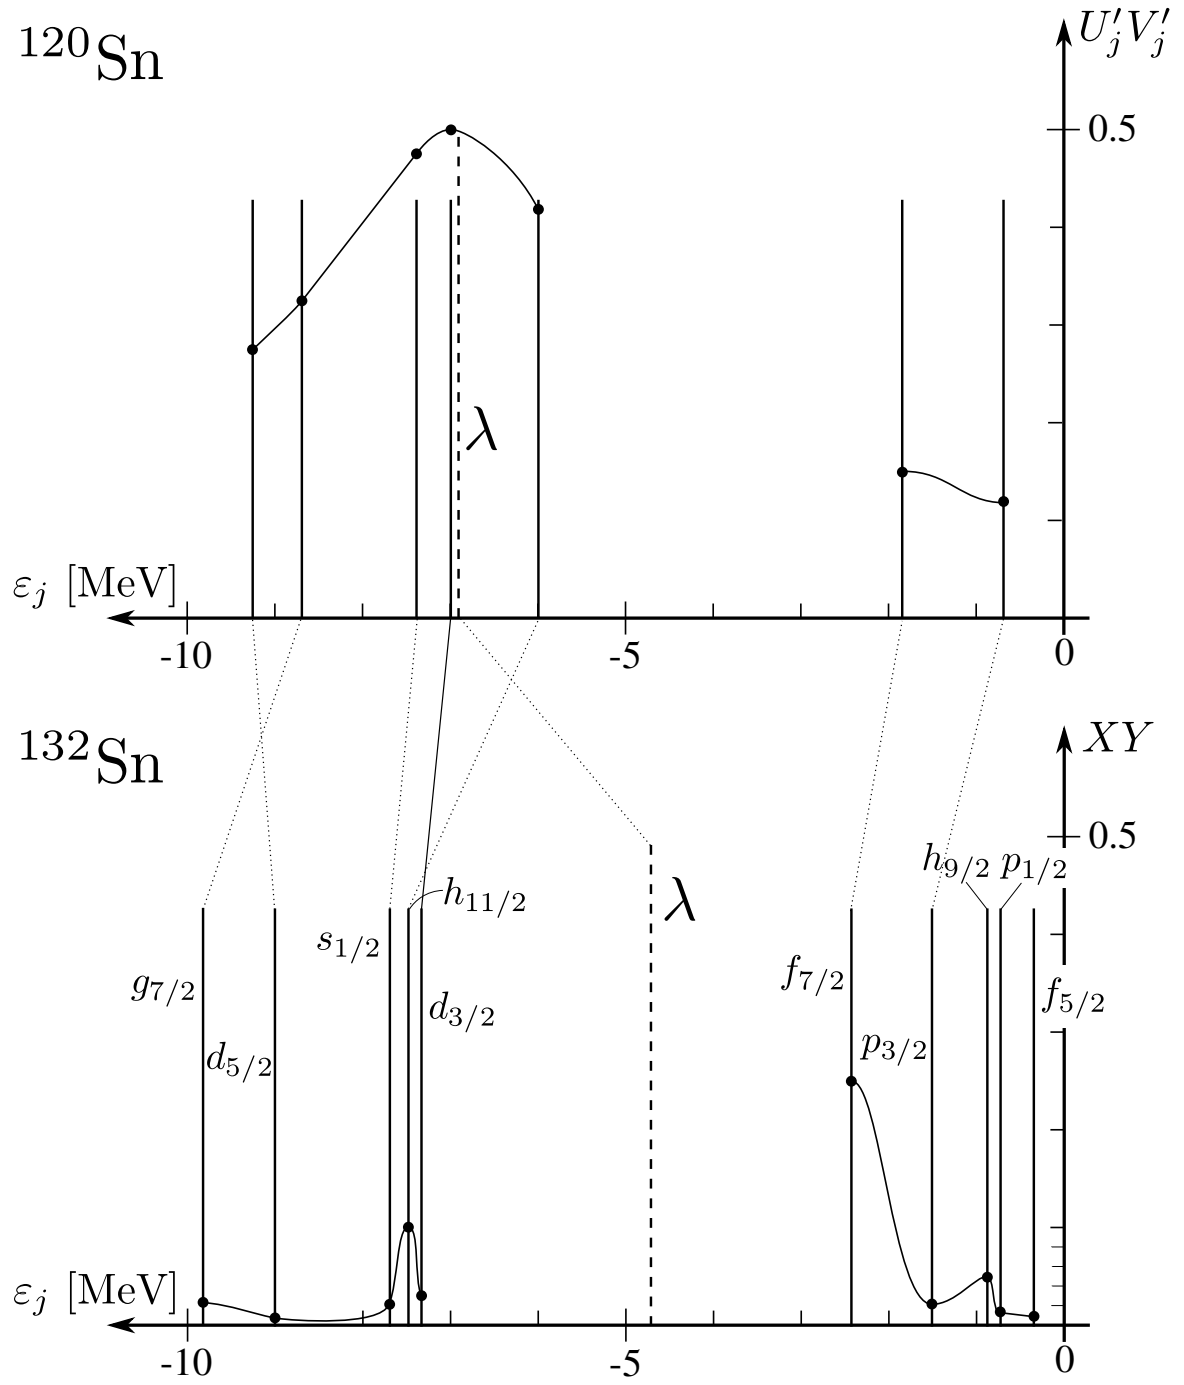 ¹²⁰Sn
U′ⱼV′ⱼ
0.5
λ
εⱼ [MeV]
-10 -5 0
¹³²Sn
XY
0.5
h₉/₂ p₁/₂
h₁₁/₂
λ
s₁/₂
g₇/₂
f₇/₂
f₅/₂
d₃/₂
d₅/₂
p₃/₂
εⱼ [MeV]
-10 -5 0